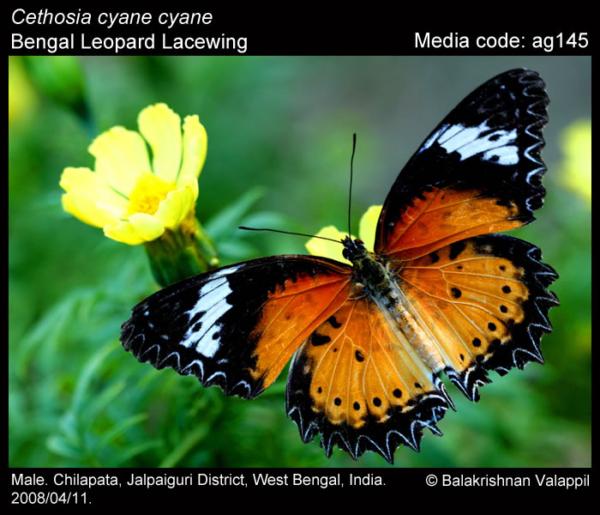 Cethosia cyane cyane
Bengal Leopard Lacewing
Media code: ag145
Male. Chilapata, Jalpaiguri District, West Bengal, India.
2008/04/11.
© Balakrishnan Valappil